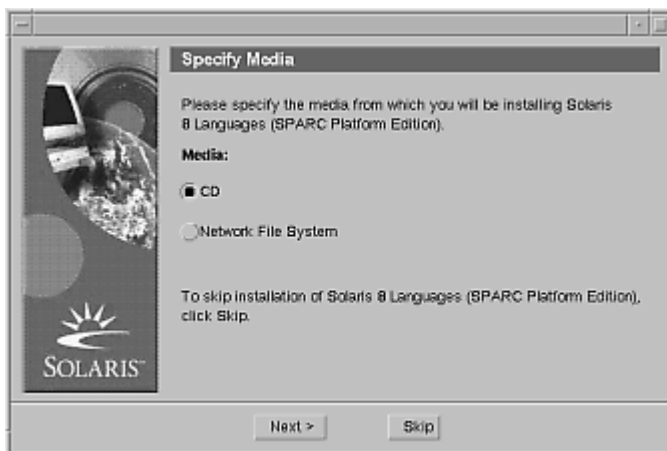 Specify Media
Please specify the media from which you will be installing Solaris
8 Languages (SPARC Platform Edition).
Media:
CD
Network File System
To skip installation of Solaris 8 Languages (SPARC Platform Edition),
click Skip.
SOLARIS™
Next >
Skip